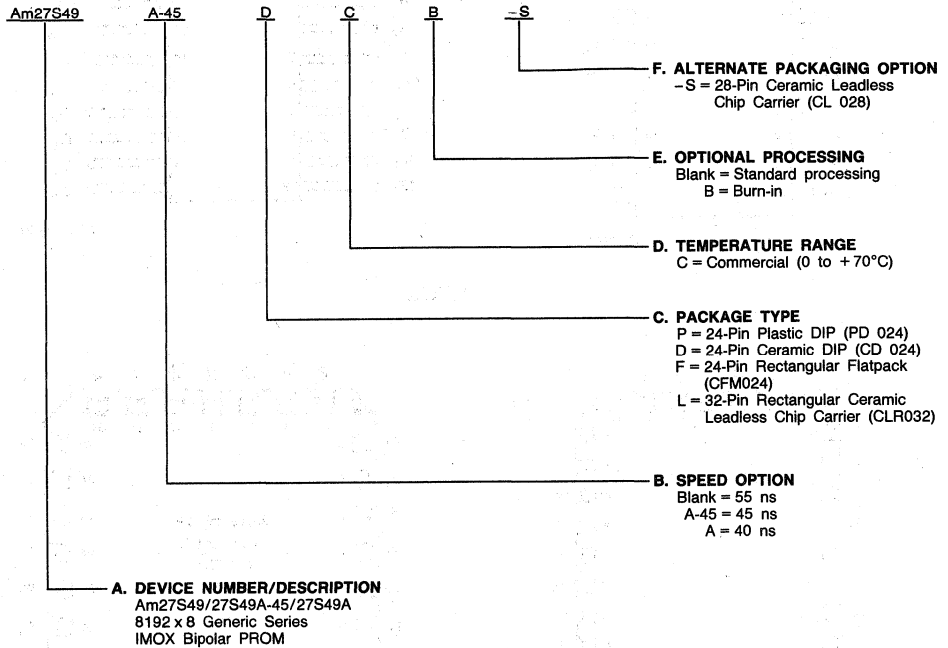 Am27S49 A-45 D C B -S
F. ALTERNATE PACKAGING OPTION
-S = 28-Pin Ceramic Leadless
Chip Carrier (CL 028)
E. OPTIONAL PROCESSING
Blank = Standard processing
B = Burn-in
D. TEMPERATURE RANGE
C = Commercial (0 to +70°C)
C. PACKAGE TYPE
P = 24-Pin Plastic DIP (PD 024)
D = 24-Pin Ceramic DIP (CD 024)
F = 24-Pin Rectangular Flatpack
(CFM024)
L = 32-Pin Rectangular Ceramic
Leadless Chip Carrier (CLR032)
B. SPEED OPTION
Blank = 55 ns
A-45 = 45 ns
A = 40 ns
A. DEVICE NUMBER/DESCRIPTION
Am27S49/27S49A-45/27S49A
8192 x 8 Generic Series
IMOX Bipolar PROM